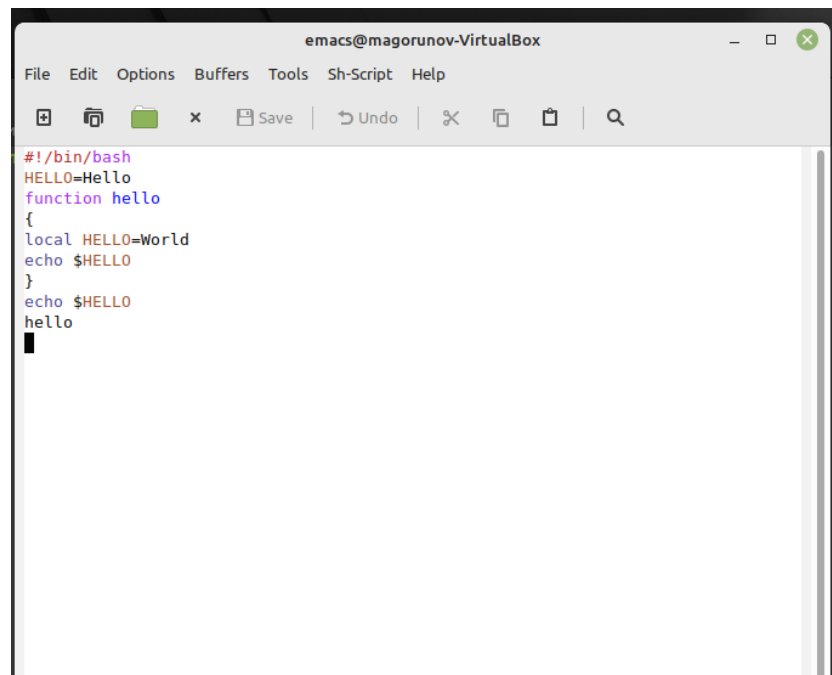 emacs@magorunov-VirtualBox
File Edit Options Buffers Tools Sh-Script Help
Save Undo
#!/bin/bash
HELLO=Hello
function hello
{
local HELLO=World
echo $HELLO
}
echo $HELLO
hello